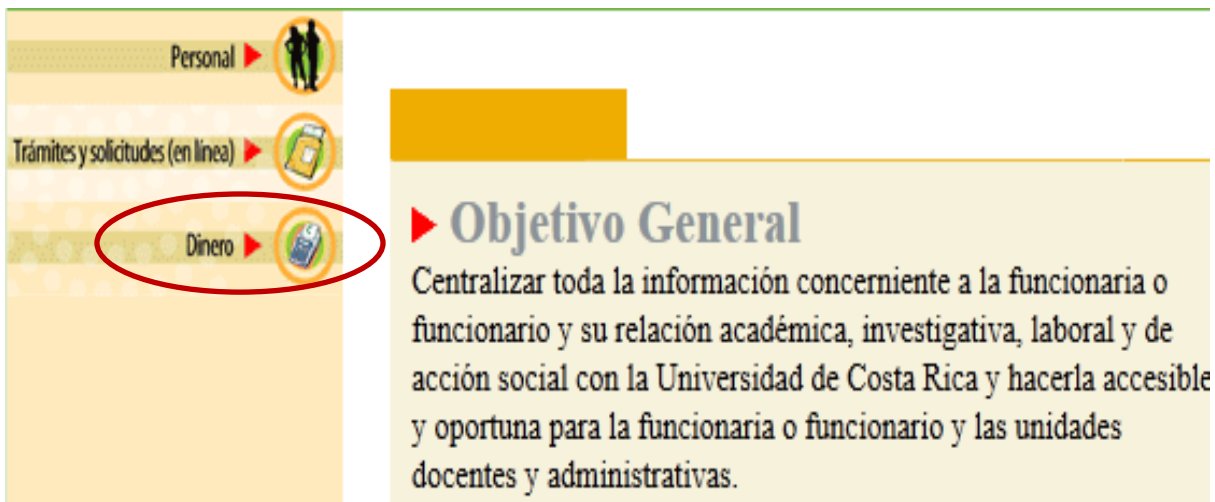 Personal
Trámites y solicitudes (en línea)
Dinero
Objetivo General
Centralizar toda la información concerniente a la funcionaria o
funcionario y su relación académica, investigativa, laboral y de
acción social con la Universidad de Costa Rica y hacerla accesible
y oportuna para la funcionaria o funcionario y las unidades
docentes y administrativas.